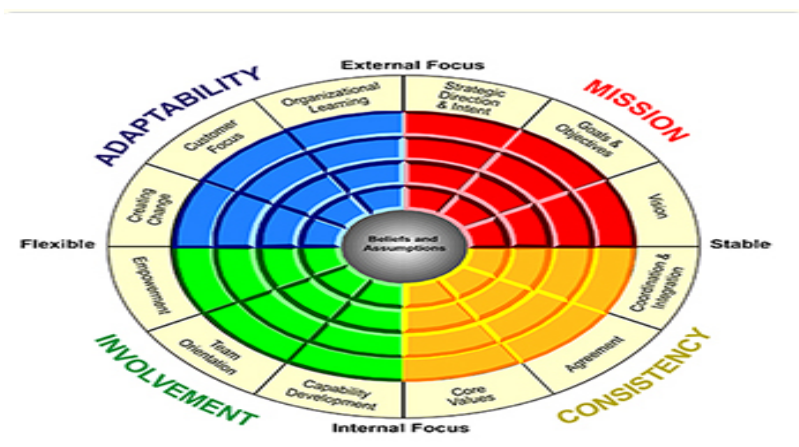 External Focus
ADAPTABILITY
MISSION
Organizational
Learning
Strategic
Direction
& Intent
Customer
Focus
Goals &
Objectives
Creating
Change
Vision
Flexible
Beliefs and
Assumptions
Stable
Empowerment
Coordination &
Integration
Team
Orientation
Agreement
Capability
Development
Core
Values
INVOLVEMENT
CONSISTENCY
Internal Focus